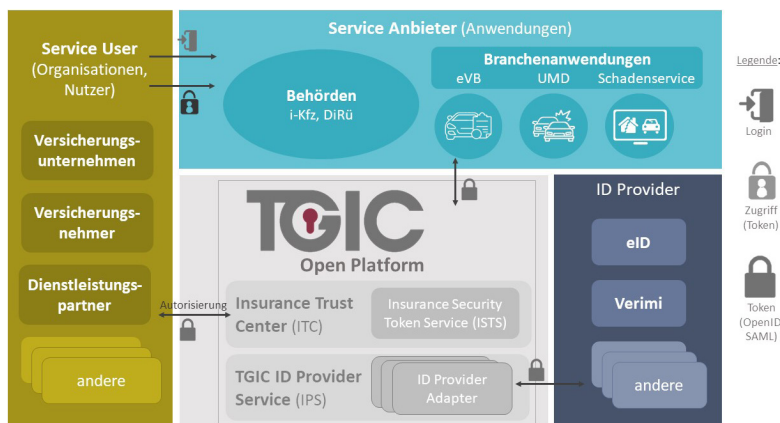 Service User
(Organisationen,
Nutzer)
Versicherungs-
unternehmen
Versicherungs-
nehmer
Dienstleistungs-
partner
andere
Service Anbieter (Anwendungen)
Behörden
i-Kfz, DiRü
Branchenanwendungen
eVB UMD Schadenservice
TGIC
Open Platform
Autorisierung
Insurance Trust
Center (ITC)
Insurance Security
Token Service (ISTS)
TGIC ID Provider
Service (IPS)
ID Provider
Adapter
ID Provider
eID
Verimi
andere
Legende:
Login
Zugriff
(Token)
Token
(OpenID
SAML)